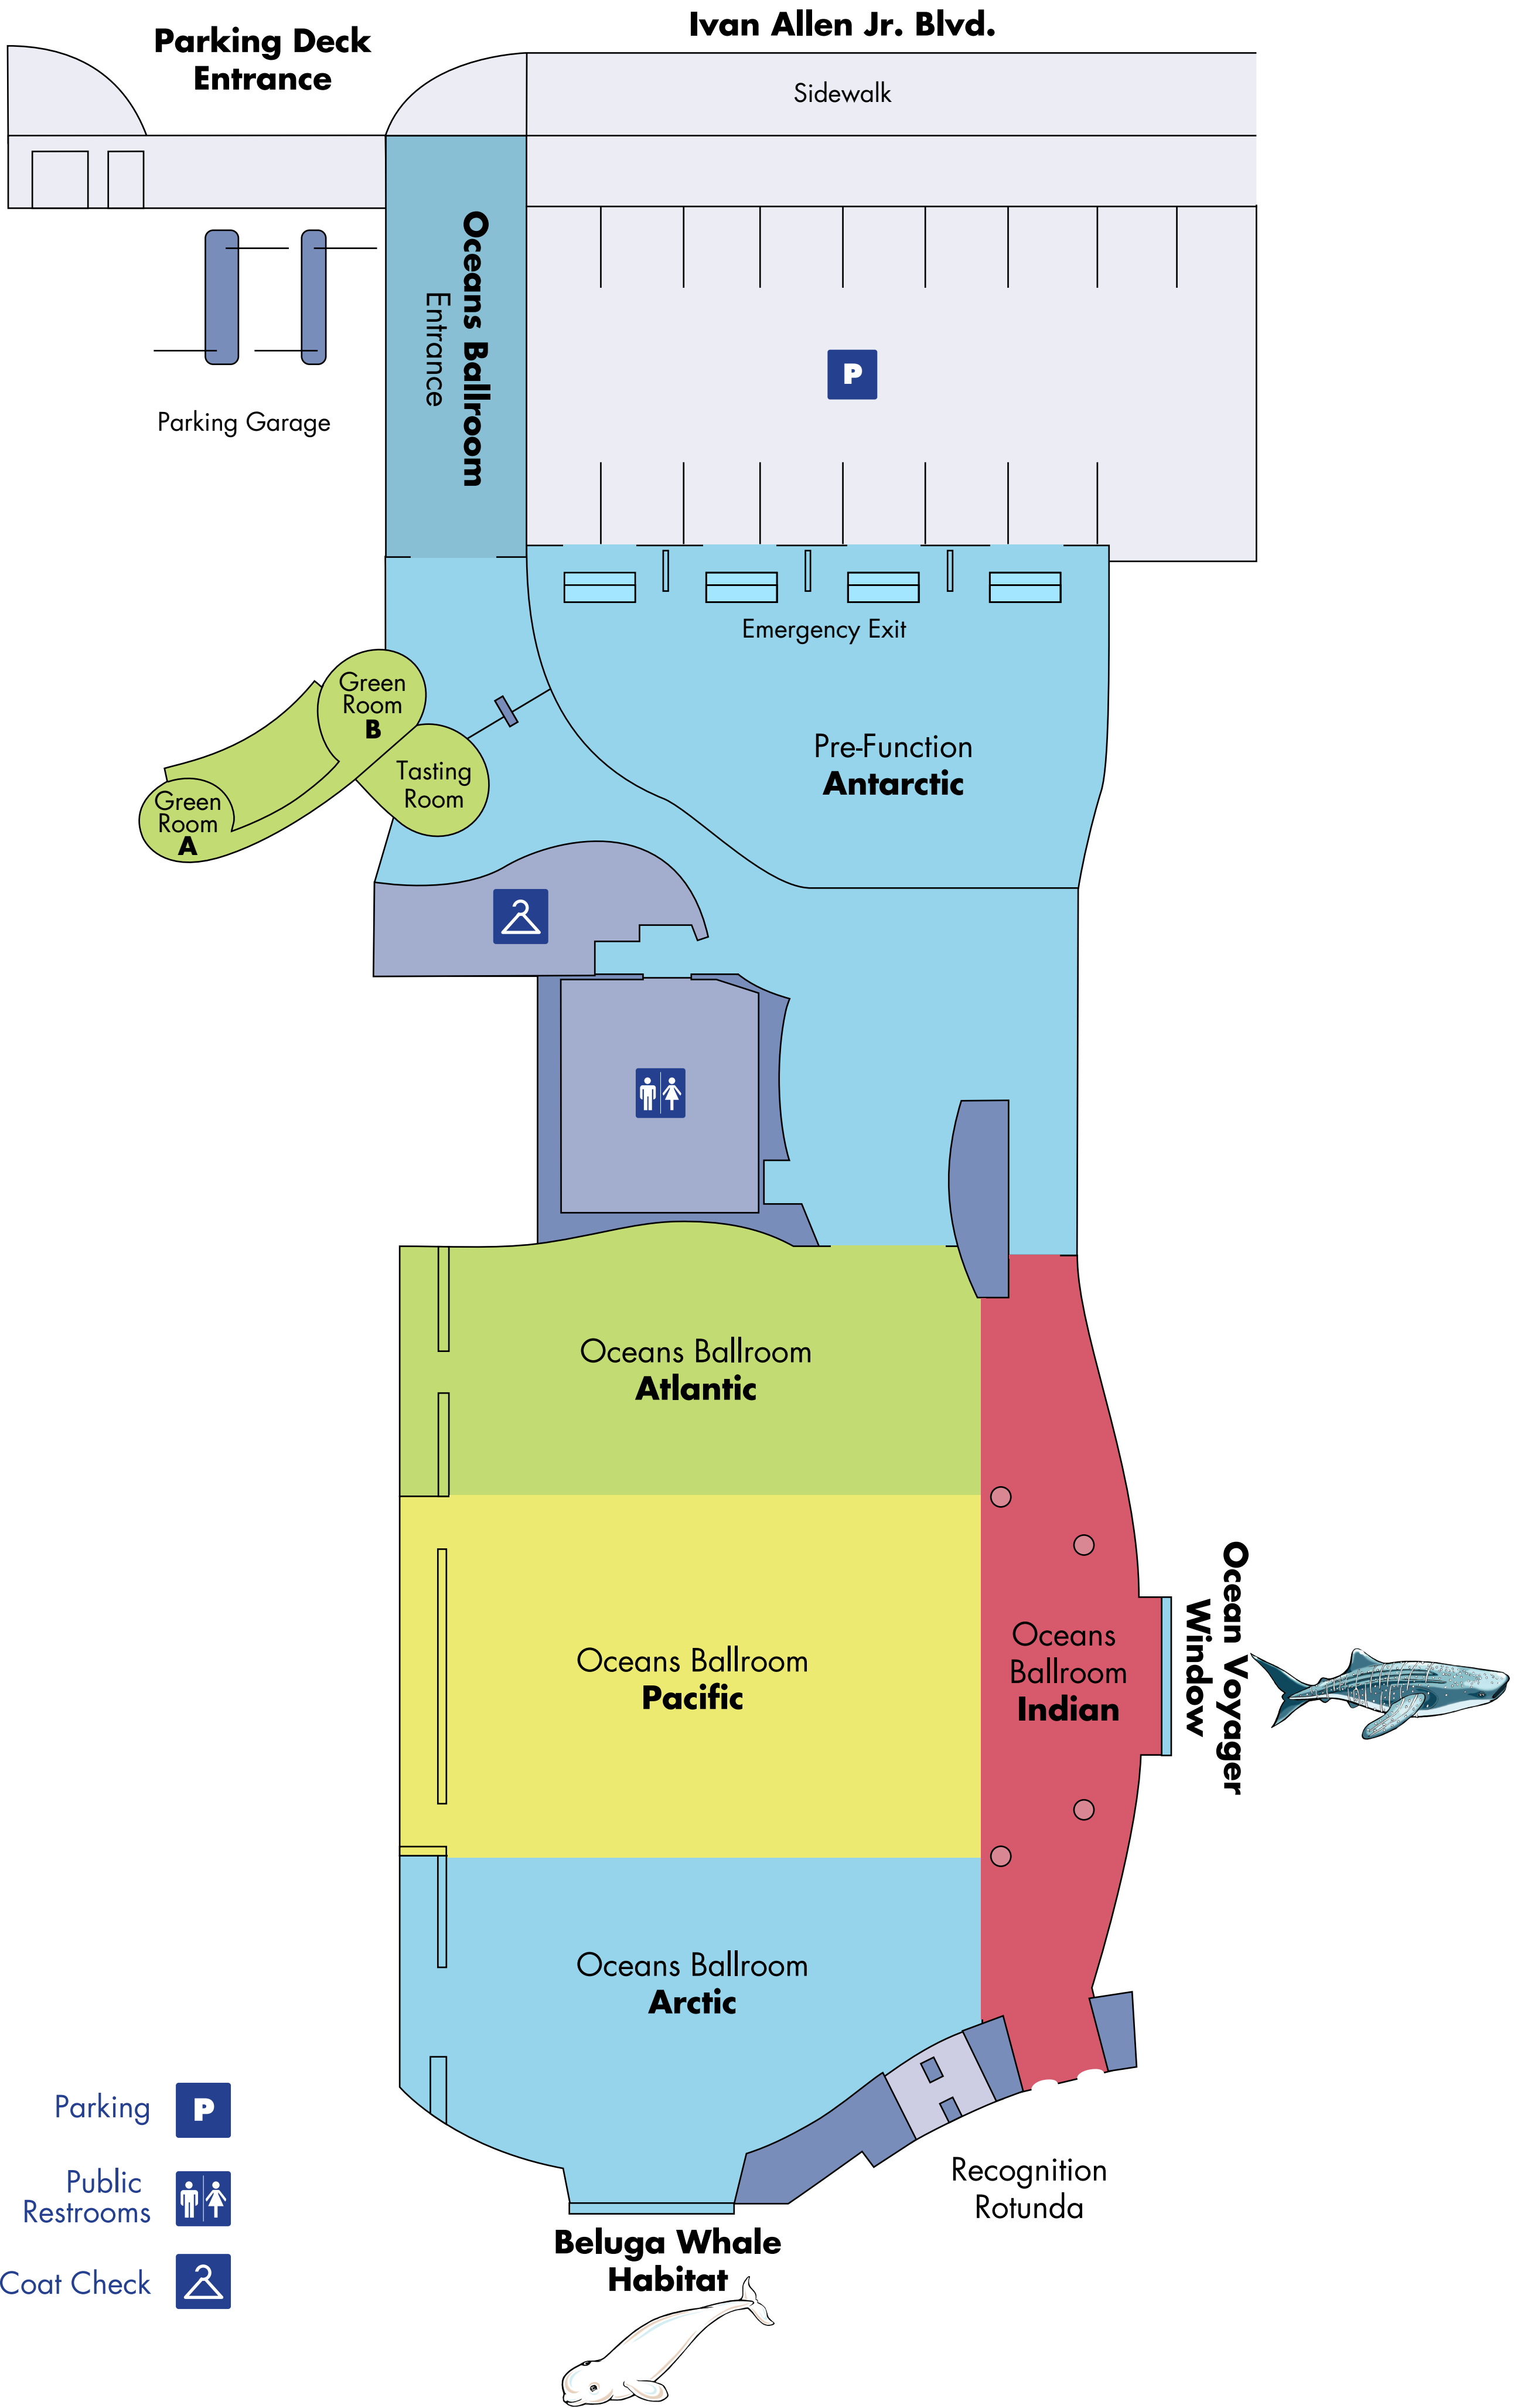 Parking Deck
Entrance
Ivan Allen Jr. Blvd.
Sidewalk
Oceans Ballroom
Entrance
P
Parking Garage
Emergency Exit
Green
Room
B
Tasting
Room
Green
Room
A
Pre-Function
Antarctic
Oceans Ballroom
Atlantic
Oceans Ballroom
Pacific
Oceans
Ballroom
Indian
Ocean Voyager
Window
Oceans Ballroom
Arctic
Recognition
Rotunda
Beluga Whale
Habitat
Parking
P
Public
Restrooms
Coat Check